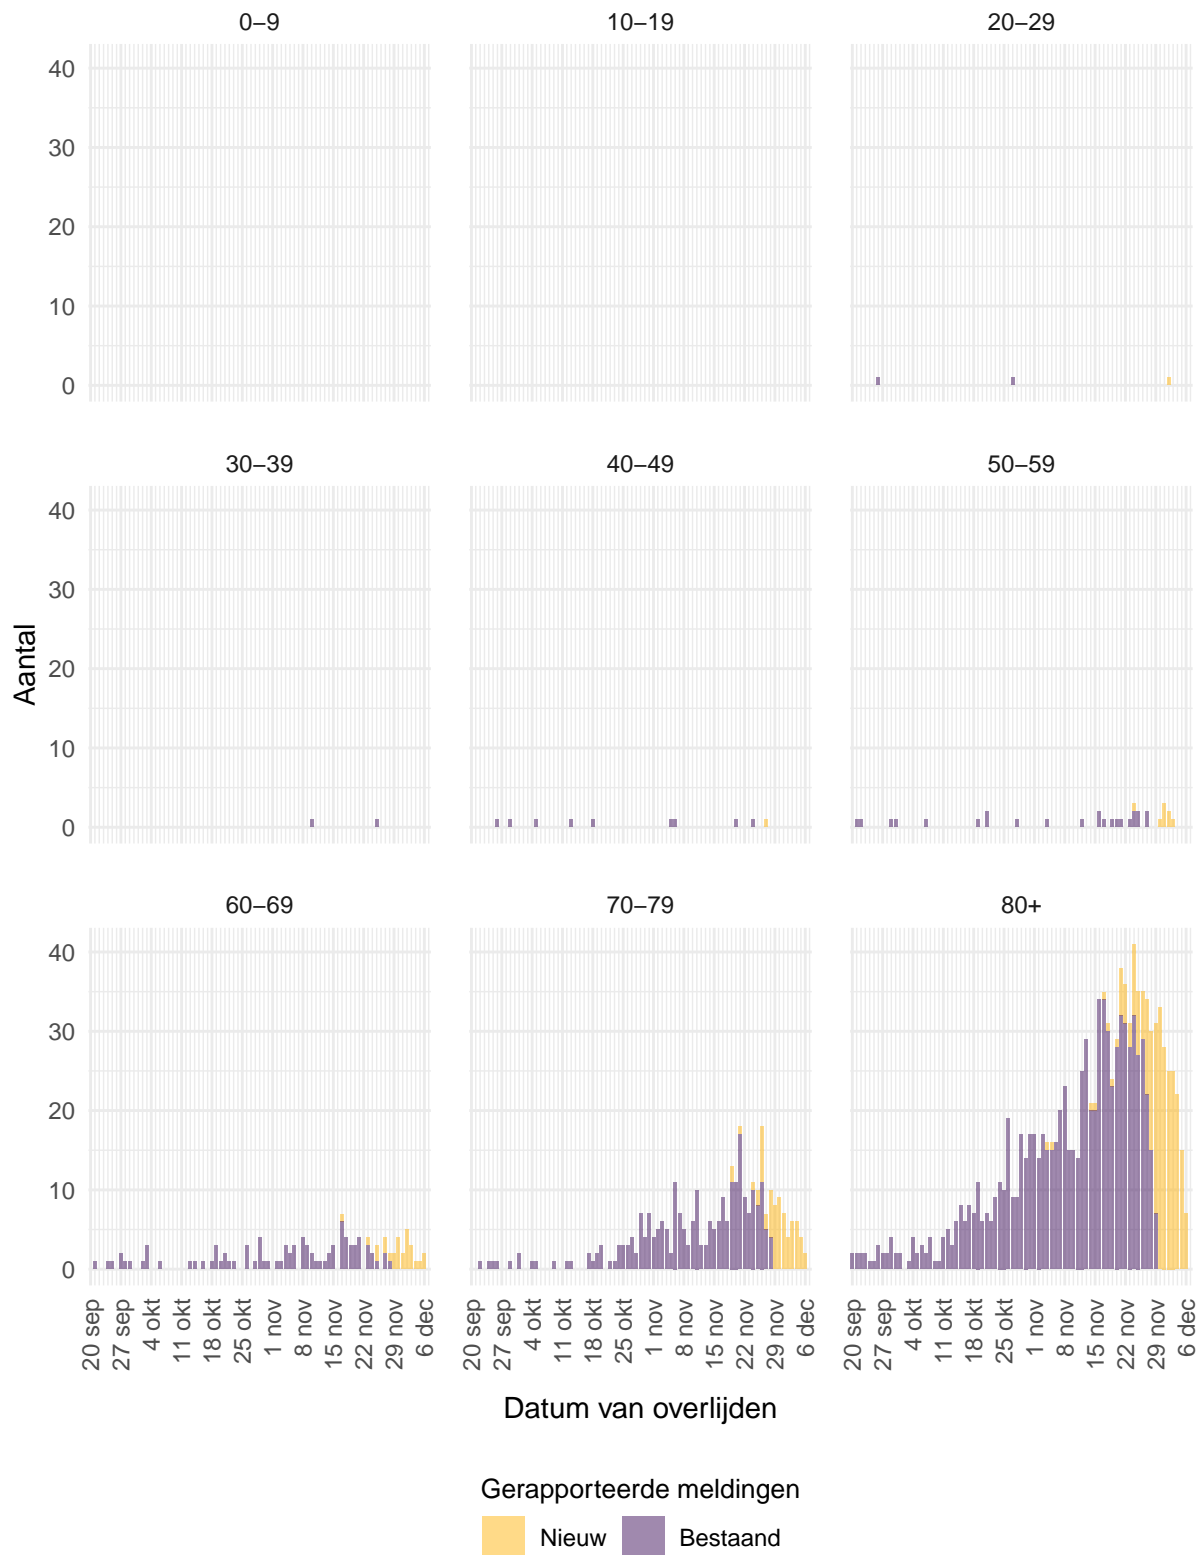 0–9 10–19 20–29
40
30
20
10
0
30–39 40–49 50–59
40
30
20
10
0
Aantal
60–69 70–79 80+
40
30
20
10
0
20 sep 27 sep 4 okt 11 okt 18 okt 25 okt 1 nov 8 nov 15 nov 22 nov 29 nov 6 dec 20 sep 27 sep 4 okt 11 okt 18 okt 25 okt 1 nov 8 nov 15 nov 22 nov 29 nov 6 dec 20 sep 27 sep 4 okt 11 okt 18 okt 25 okt 1 nov 8 nov 15 nov 22 nov 29 nov 6 dec
Datum van overlijden
Gerapporteerde meldingen
Nieuw Bestaand